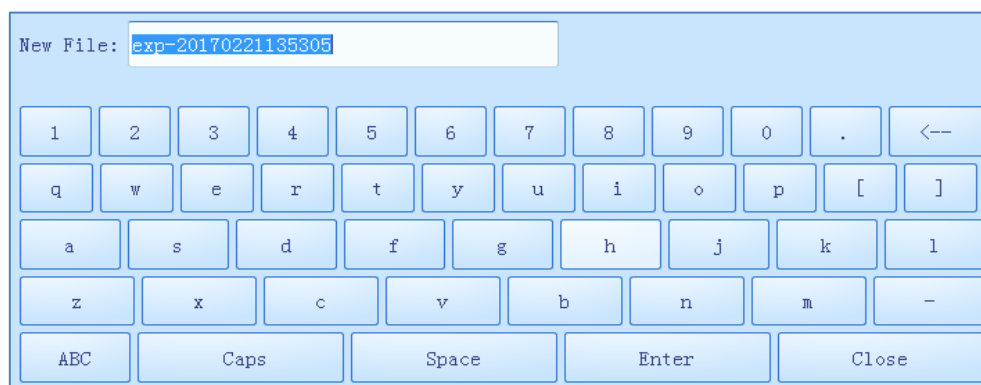 New File: exp-20170221135305
1 2 3 4 5 6 7 8 9 0 . <--
q w e r t y u i o p [ ]
a s d f g h j k l
z x c v b n m -
ABC Caps Space Enter Close